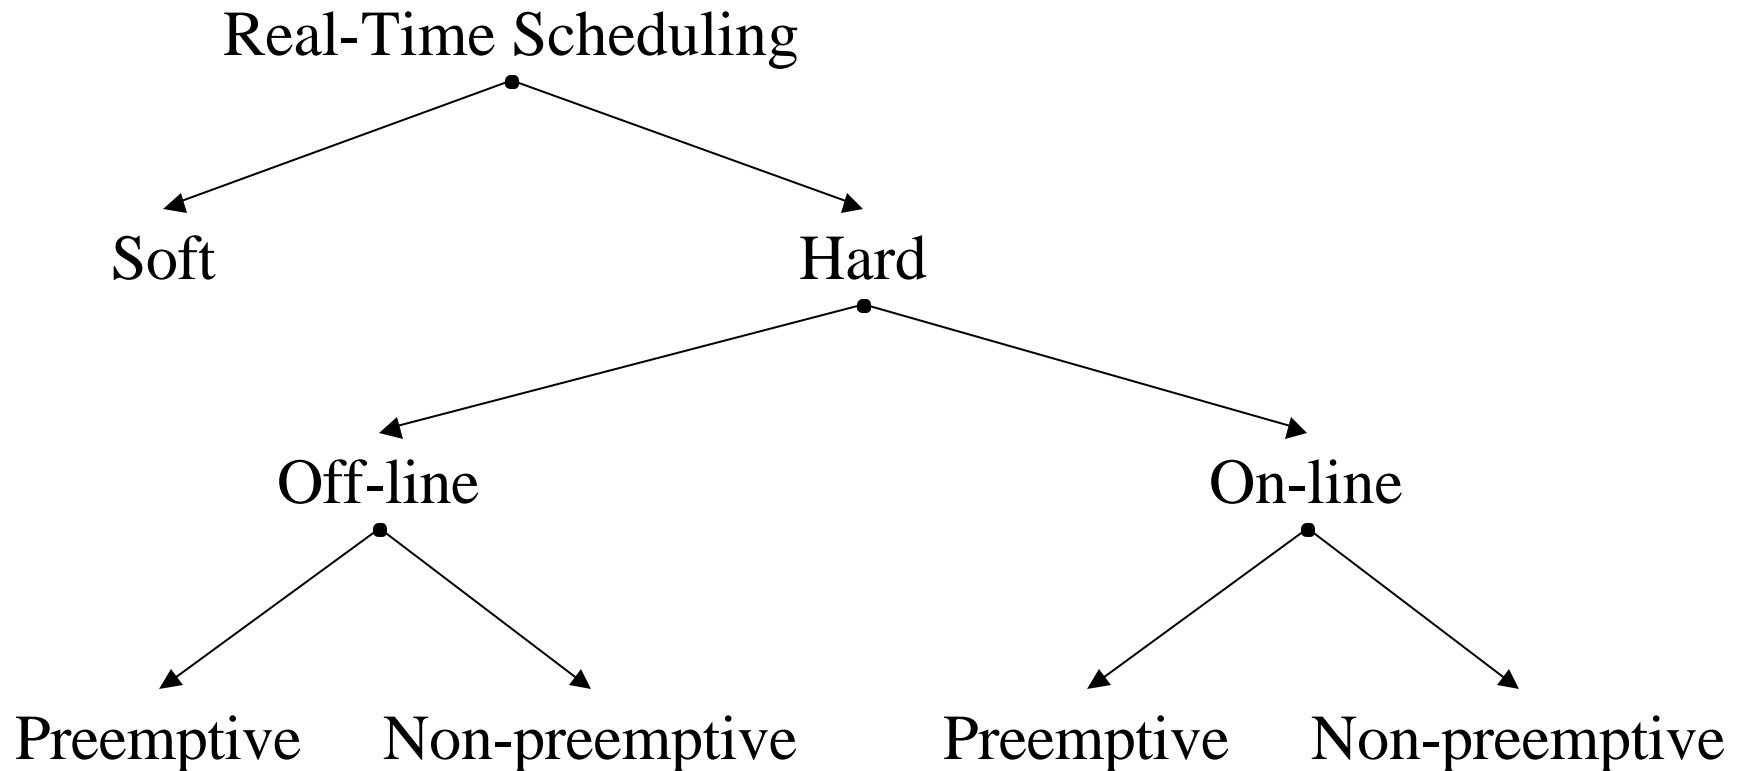 Real-Time Scheduling
Soft
Hard
Off-line
On-line
Preemptive
Non-preemptive
Preemptive
Non-preemptive